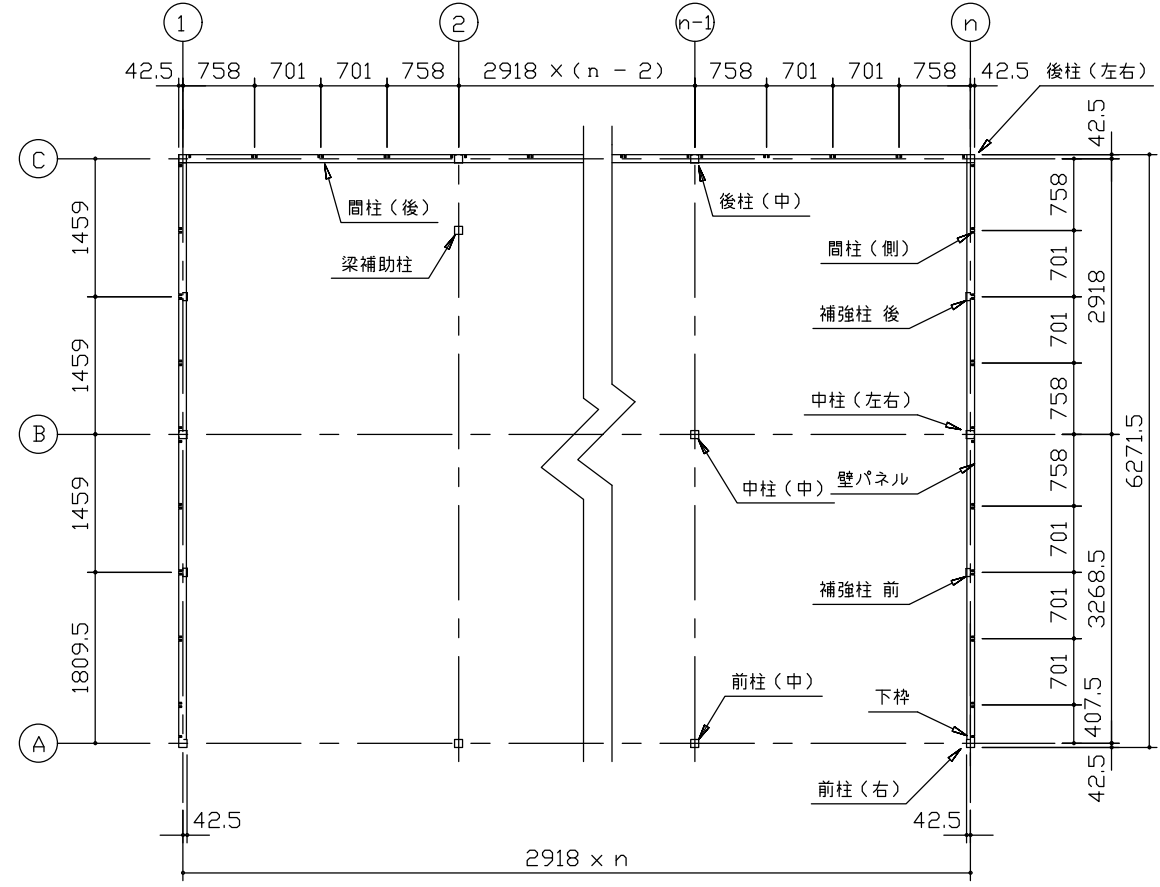 1
2
n-1
n
42.5
758
701
701
758
2918 × (n - 2)
758
701
701
758
42.5
後柱(左右)
42.5
C
間柱(後)
後柱(中)
758
1459
梁補助柱
間柱(側)
701
2918
補強柱 後
701
1459
中柱(左右)
758
B
6271.5
中柱(中)
壁パネル
758
1459
701
補強柱 前
701
3268.5
1809.5
前柱(中)
下枠
701
407.5
A
前柱(右)
42.5
42.5
42.5
2918 × n